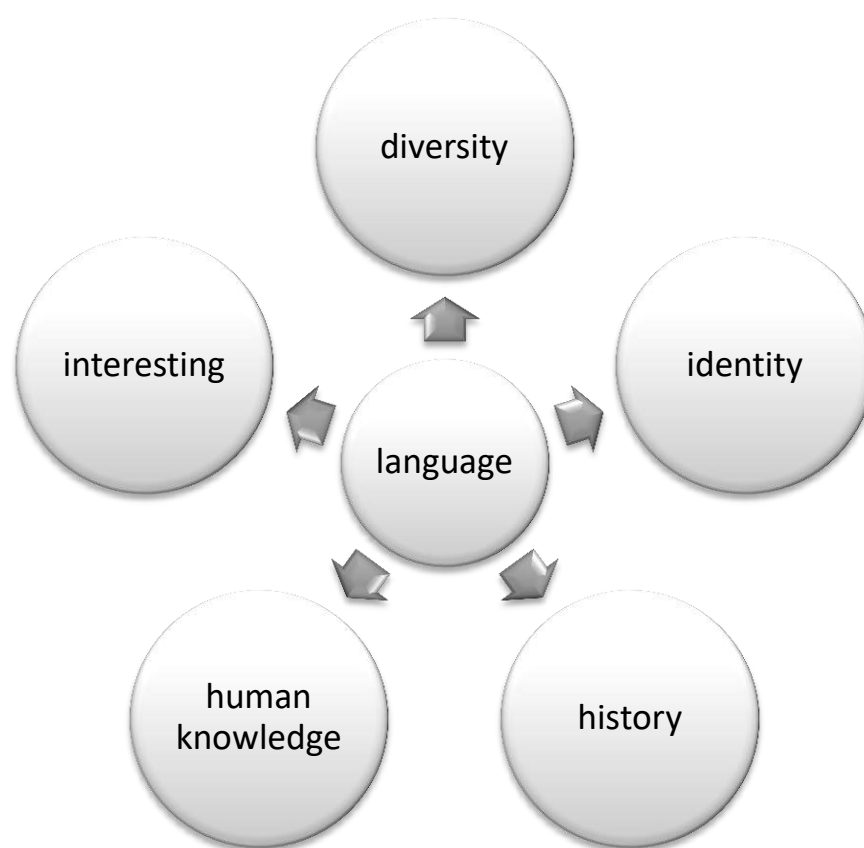 diversity
interesting
identity
language
human
knowledge
history